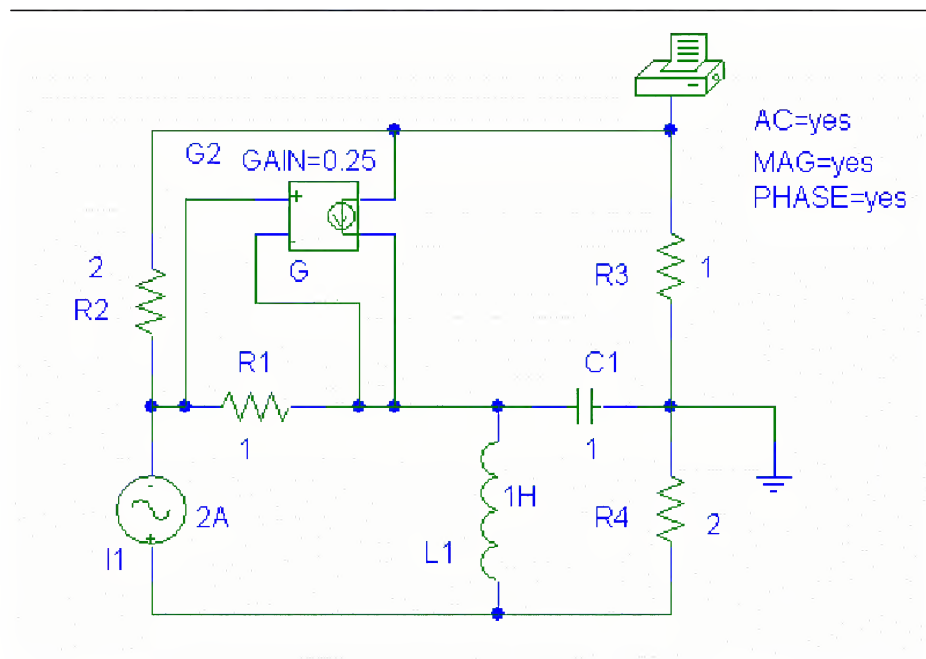 AC=yes
MAG=yes
PHASE=yes
G2 GAIN=0.25
+
-
G
2
R2
R3 1
R1
1
C1
1
-
2A
+
I1
1H
L1
R4 2